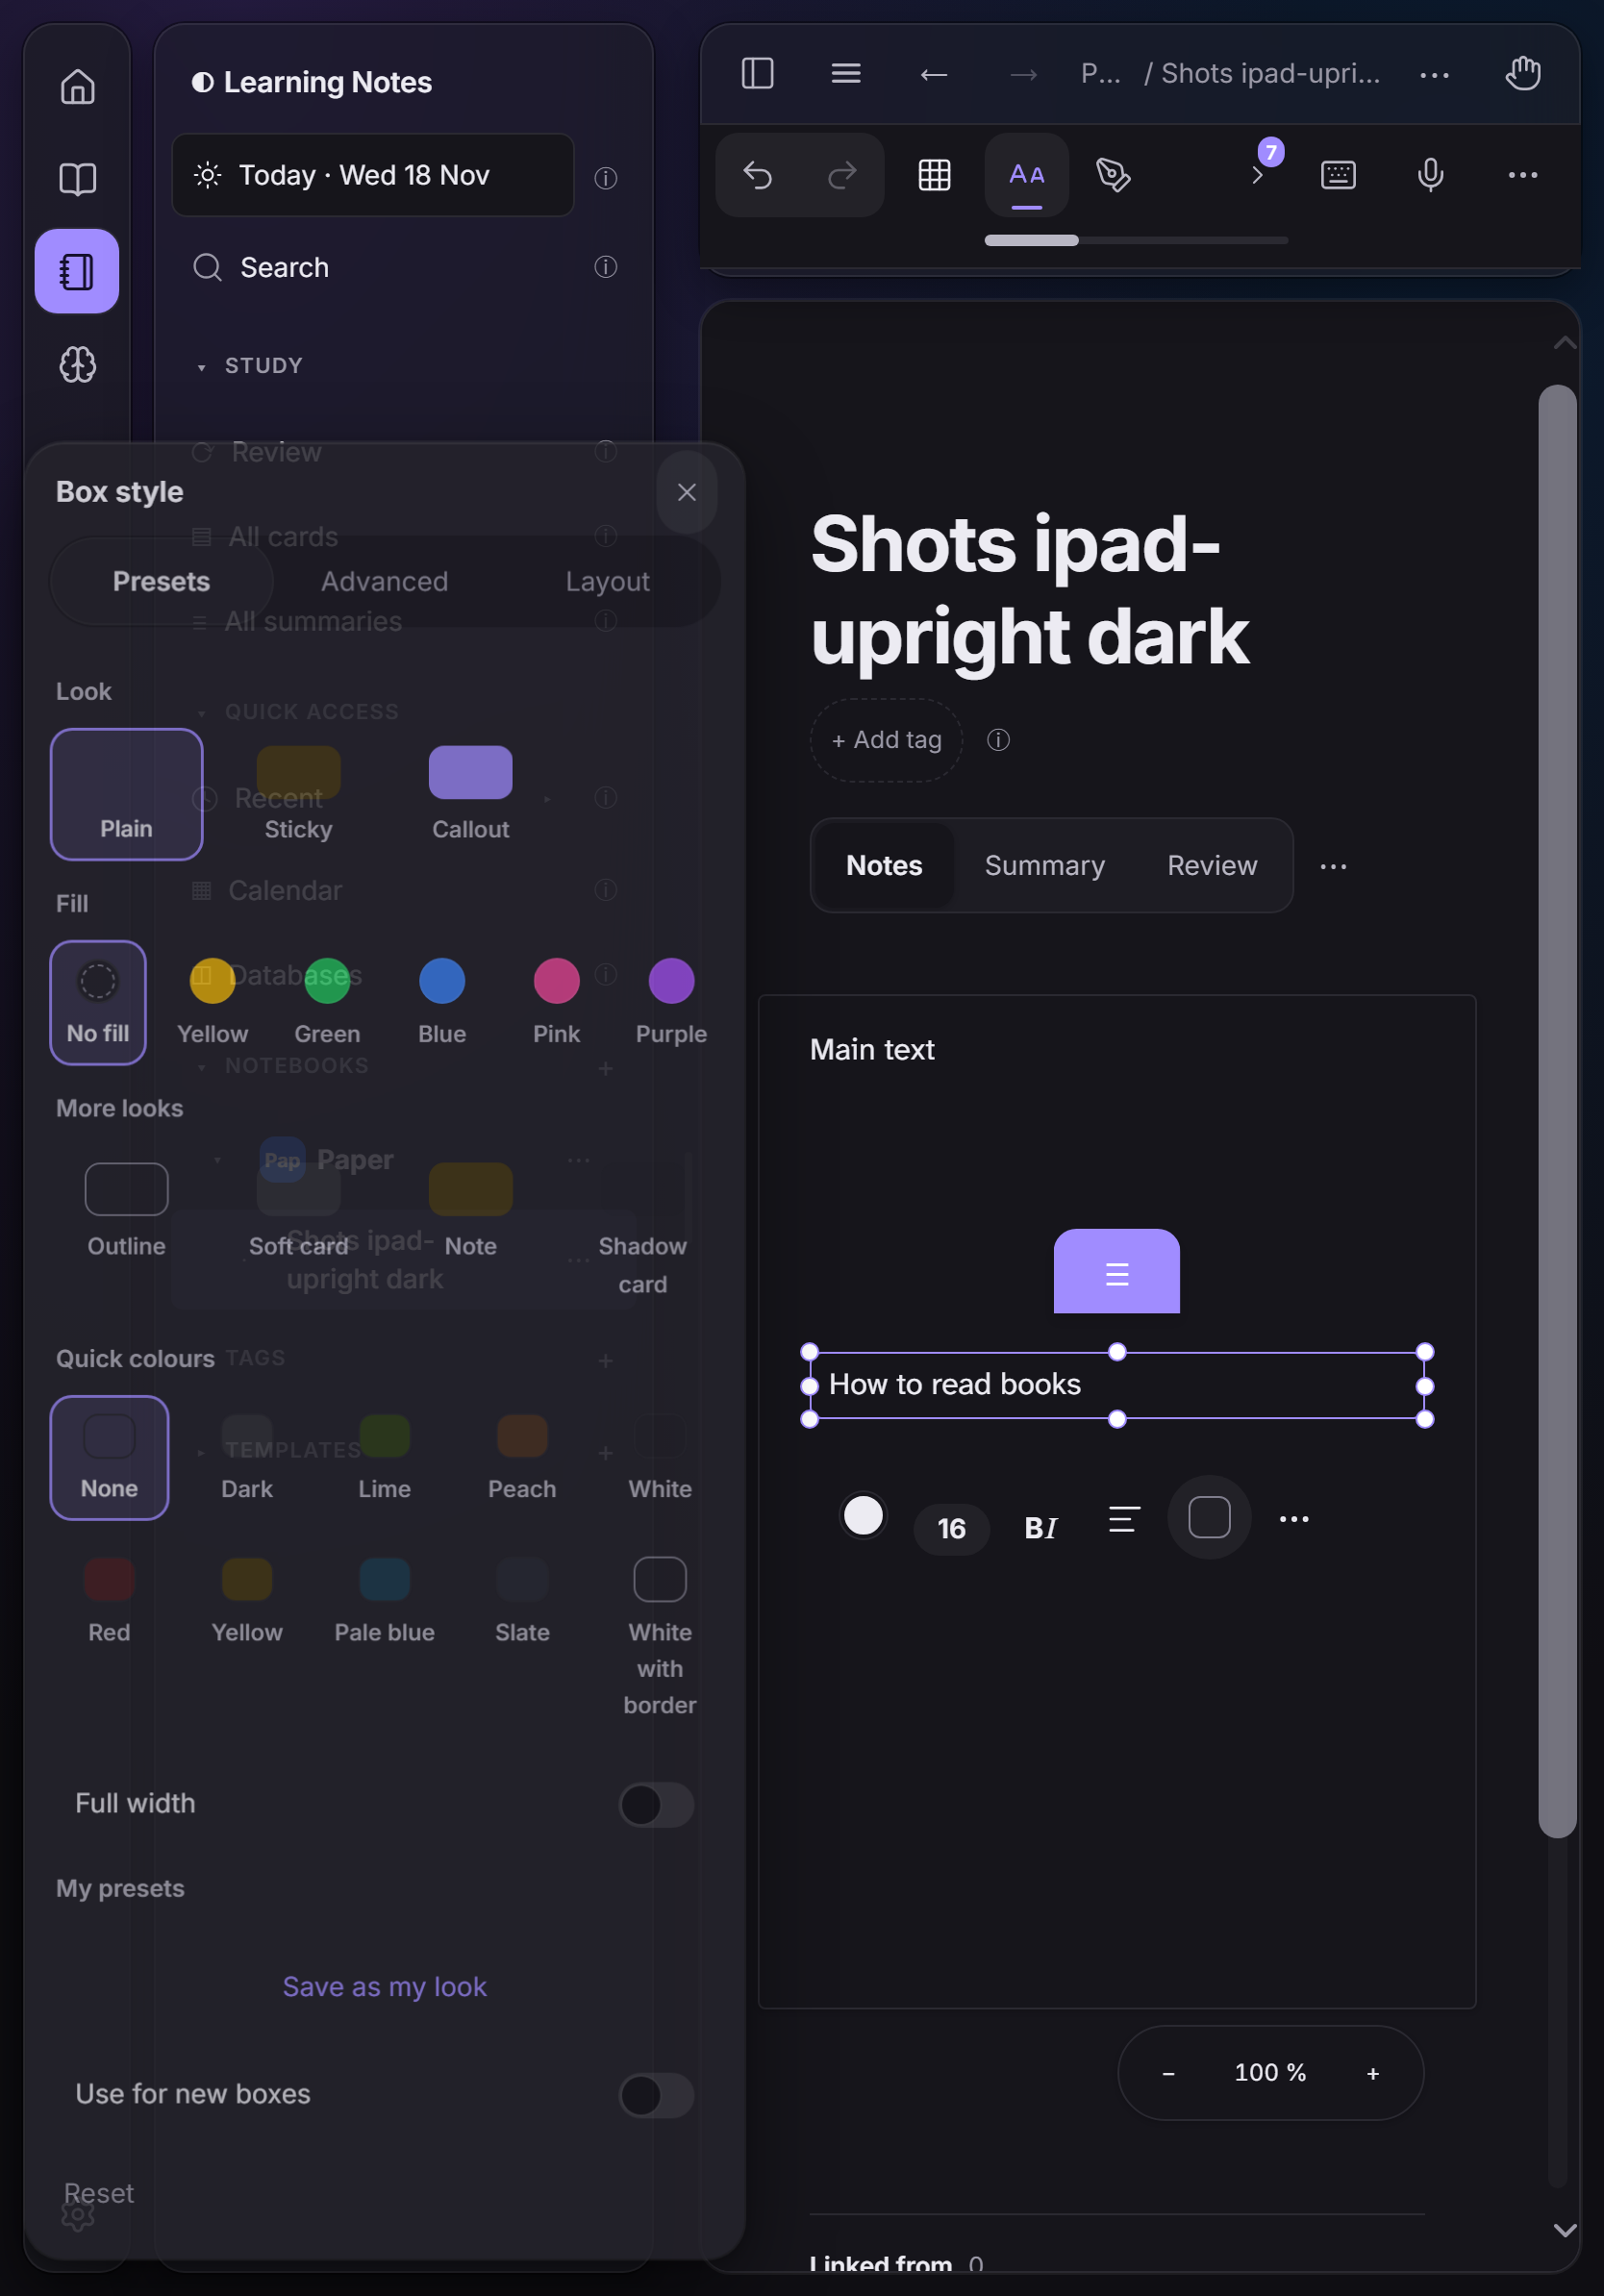 Learning Notes
Today · Wed 18 Nov
Search
STUDY
Review
All cards
All summaries
QUICK ACCESS
Recent
Calendar
Databases
NOTEBOOKS
Pap Paper
Shots ipad-
upright dark
TAGS
TEMPLATES
Box style
Presets
Advanced
Layout
Look
Plain
Sticky
Callout
Fill
No fill
Yellow
Green
Blue
Pink
Purple
More looks
Outline
Soft card
Note
Shadow
card
Quick colours
None
Dark
Lime
Peach
White
Red
Yellow
Pale blue
Slate
White
with
border
Full width
My presets
Save as my look
Use for new boxes
Reset
P... / Shots ipad-upri...
AA
7
Shots ipad-
upright dark
+ Add tag
Notes
Summary
Review
Main text
How to read books
16
BI
− 100 % +
Linked from 0